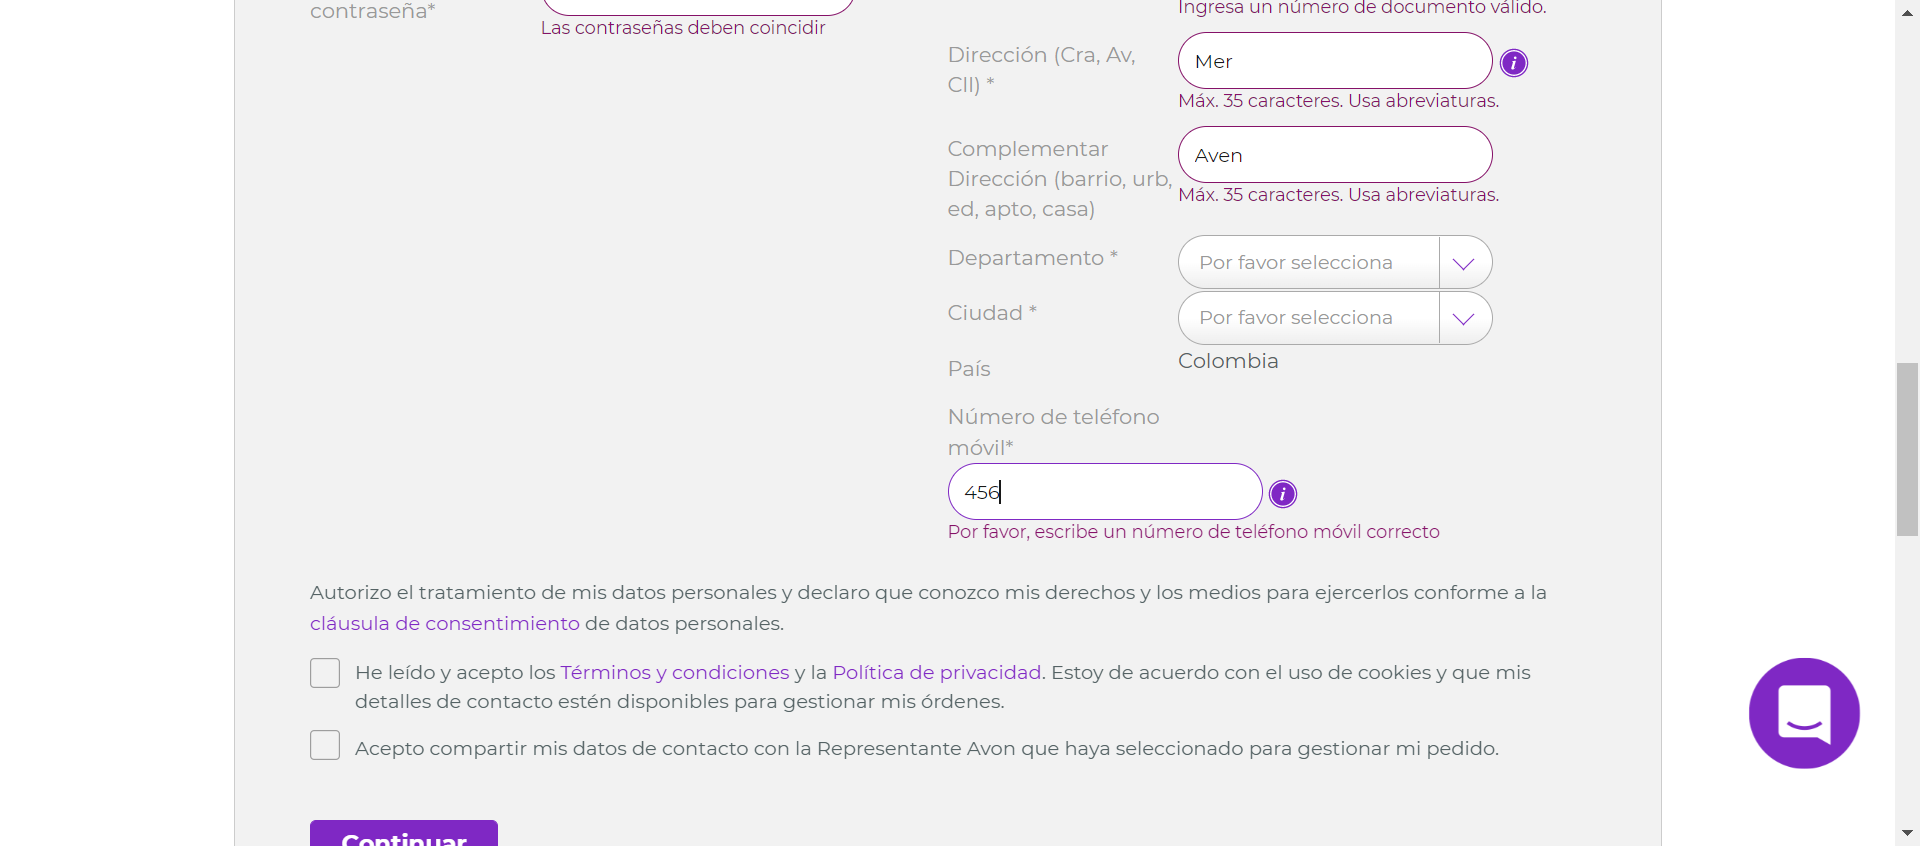 contraseña*
Las contraseñas deben coincidir
Ingresa un número de documento válido.
Dirección (Cra, Av,
Cll) *
Mer
Máx. 35 caracteres. Usa abreviaturas.
Complementar
Dirección (barrio, urb,
ed, apto, casa)
Aven
Máx. 35 caracteres. Usa abreviaturas.
Departamento *
Por favor selecciona
Ciudad *
Por favor selecciona
País
Colombia
Número de teléfono
móvil*
456
Por favor, escribe un número de teléfono móvil correcto
Autorizo el tratamiento de mis datos personales y declaro que conozco mis derechos y los medios para ejercerlos conforme a la
cláusula de consentimiento de datos personales.
He leído y acepto los Términos y condiciones y la Política de privacidad. Estoy de acuerdo con el uso de cookies y que mis
detalles de contacto estén disponibles para gestionar mis órdenes.
Acepto compartir mis datos de contacto con la Representante Avon que haya seleccionado para gestionar mi pedido.
Continuar